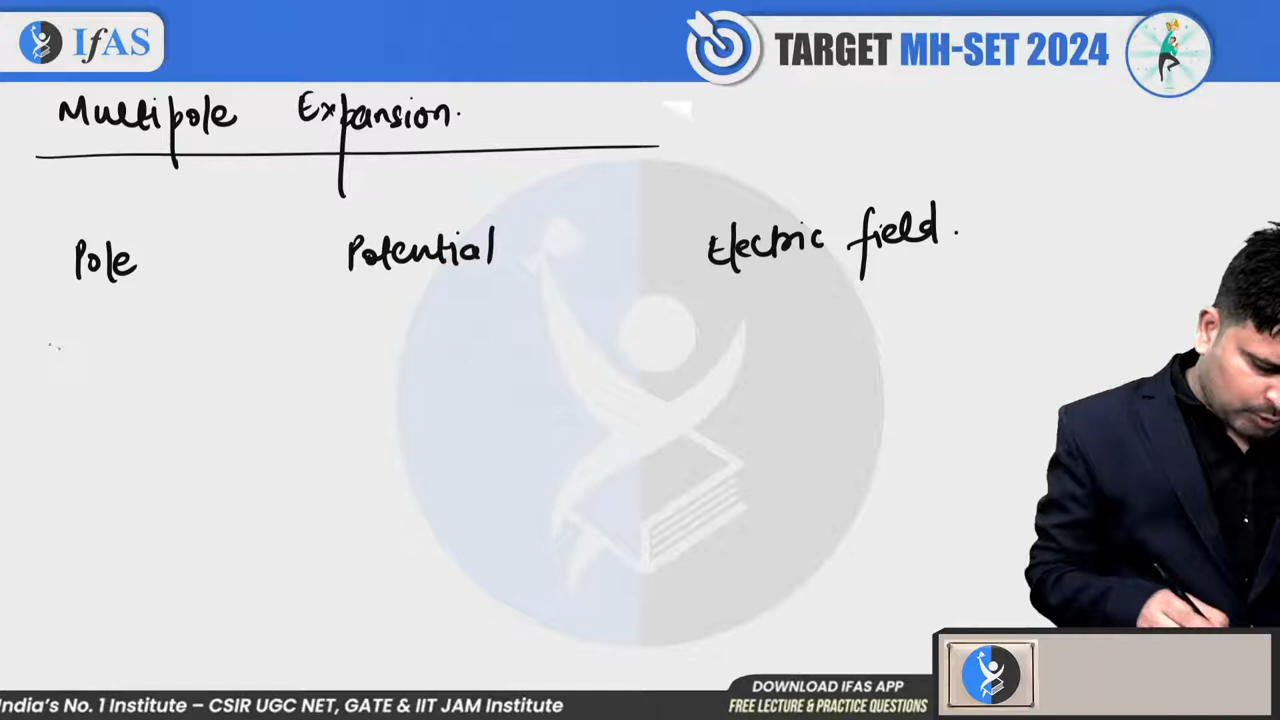 IfAS
TARGET MH-SET 2024
Multipole Expansion.
Pole Potential Electric field.
India's No. 1 Institute – CSIR UGC NET, GATE & IIT JAM Institute
DOWNLOAD IFAS APP
FREE LECTURE & PRACTICE QUESTIONS